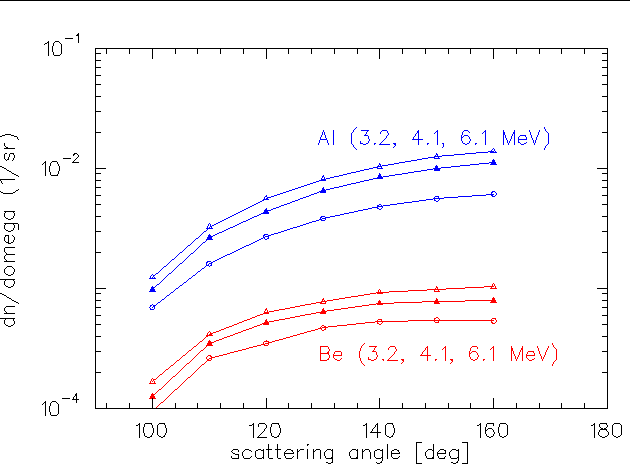 10^-1
Al (3.2, 4.1, 6.1 MeV)
10^-2
dn/domega (1/sr)
Be (3.2, 4.1, 6.1 MeV)
10^-4
100 120 140 160 180
scattering angle [deg]